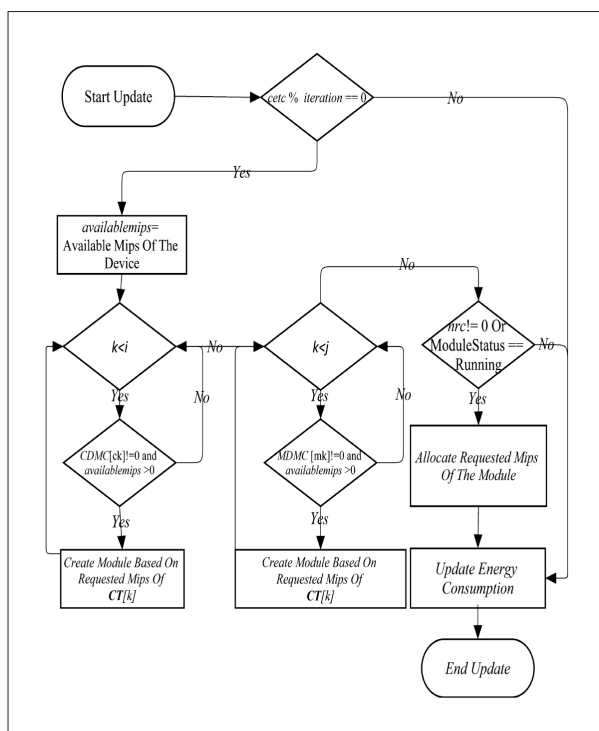 Start Update
cetc % iteration == 0
No
Yes
availablemips=
Available Mips Of The
Device
No
k<i
No
k<j
nrc!= 0 Or
ModuleStatus ==
Running
No
Yes
No
Yes
No
Yes
CDMC[ck]!=0 and
availablemips >0
MDMC [mk]!=0 and
availablemips >0
Allocate Requested Mips
Of The Module
Yes
Yes
Create Module Based On
Requested Mips Of
CT[k]
Create Module Based On
Requested Mips Of
CT[k]
Update Energy
Consumption
End Update